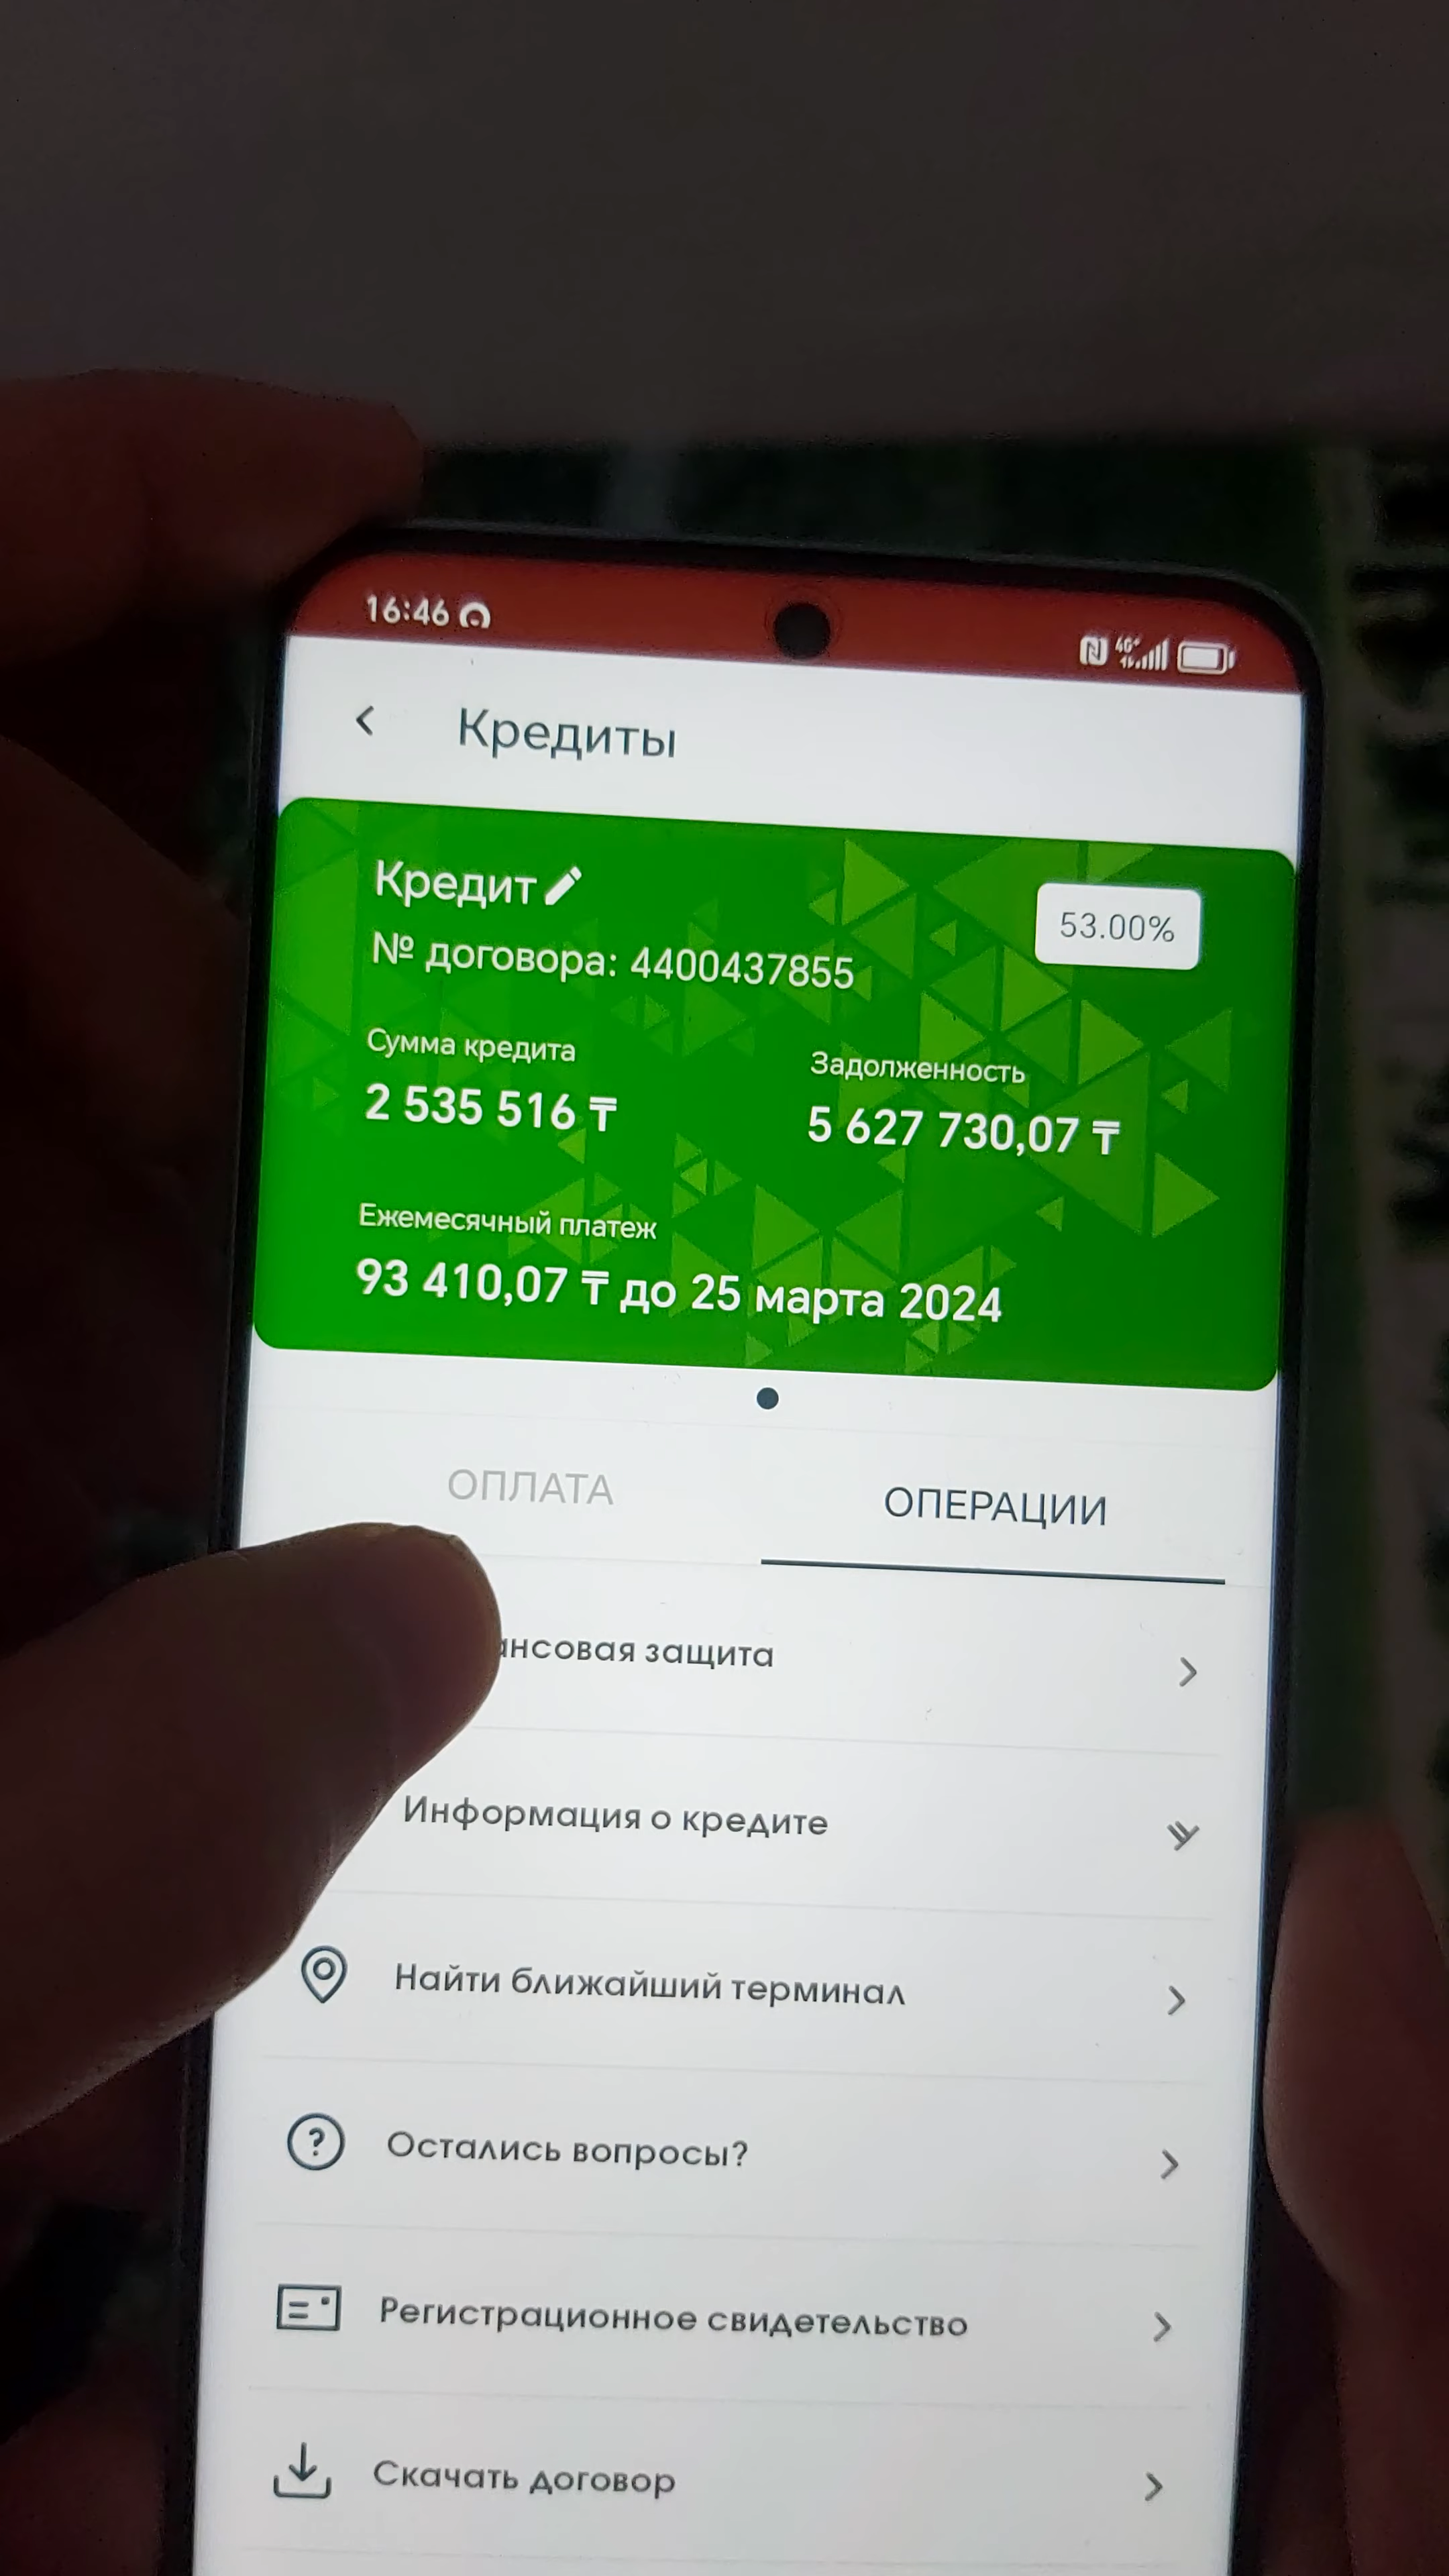 16:46
4G+
Кредиты
Кредит
53.00%
№ договора: 4400437855
Сумма кредита
Задолженность
2 535 516 ₸
5 627 730,07 ₸
Ежемесячный платеж
93 410,07 ₸ до 25 марта 2024
ОПЛАТА
ОПЕРАЦИИ
ансовая защита
Информация о кредите
Найти ближайший терминал
Остались вопросы?
Регистрационное свидетельство
Скачать договор